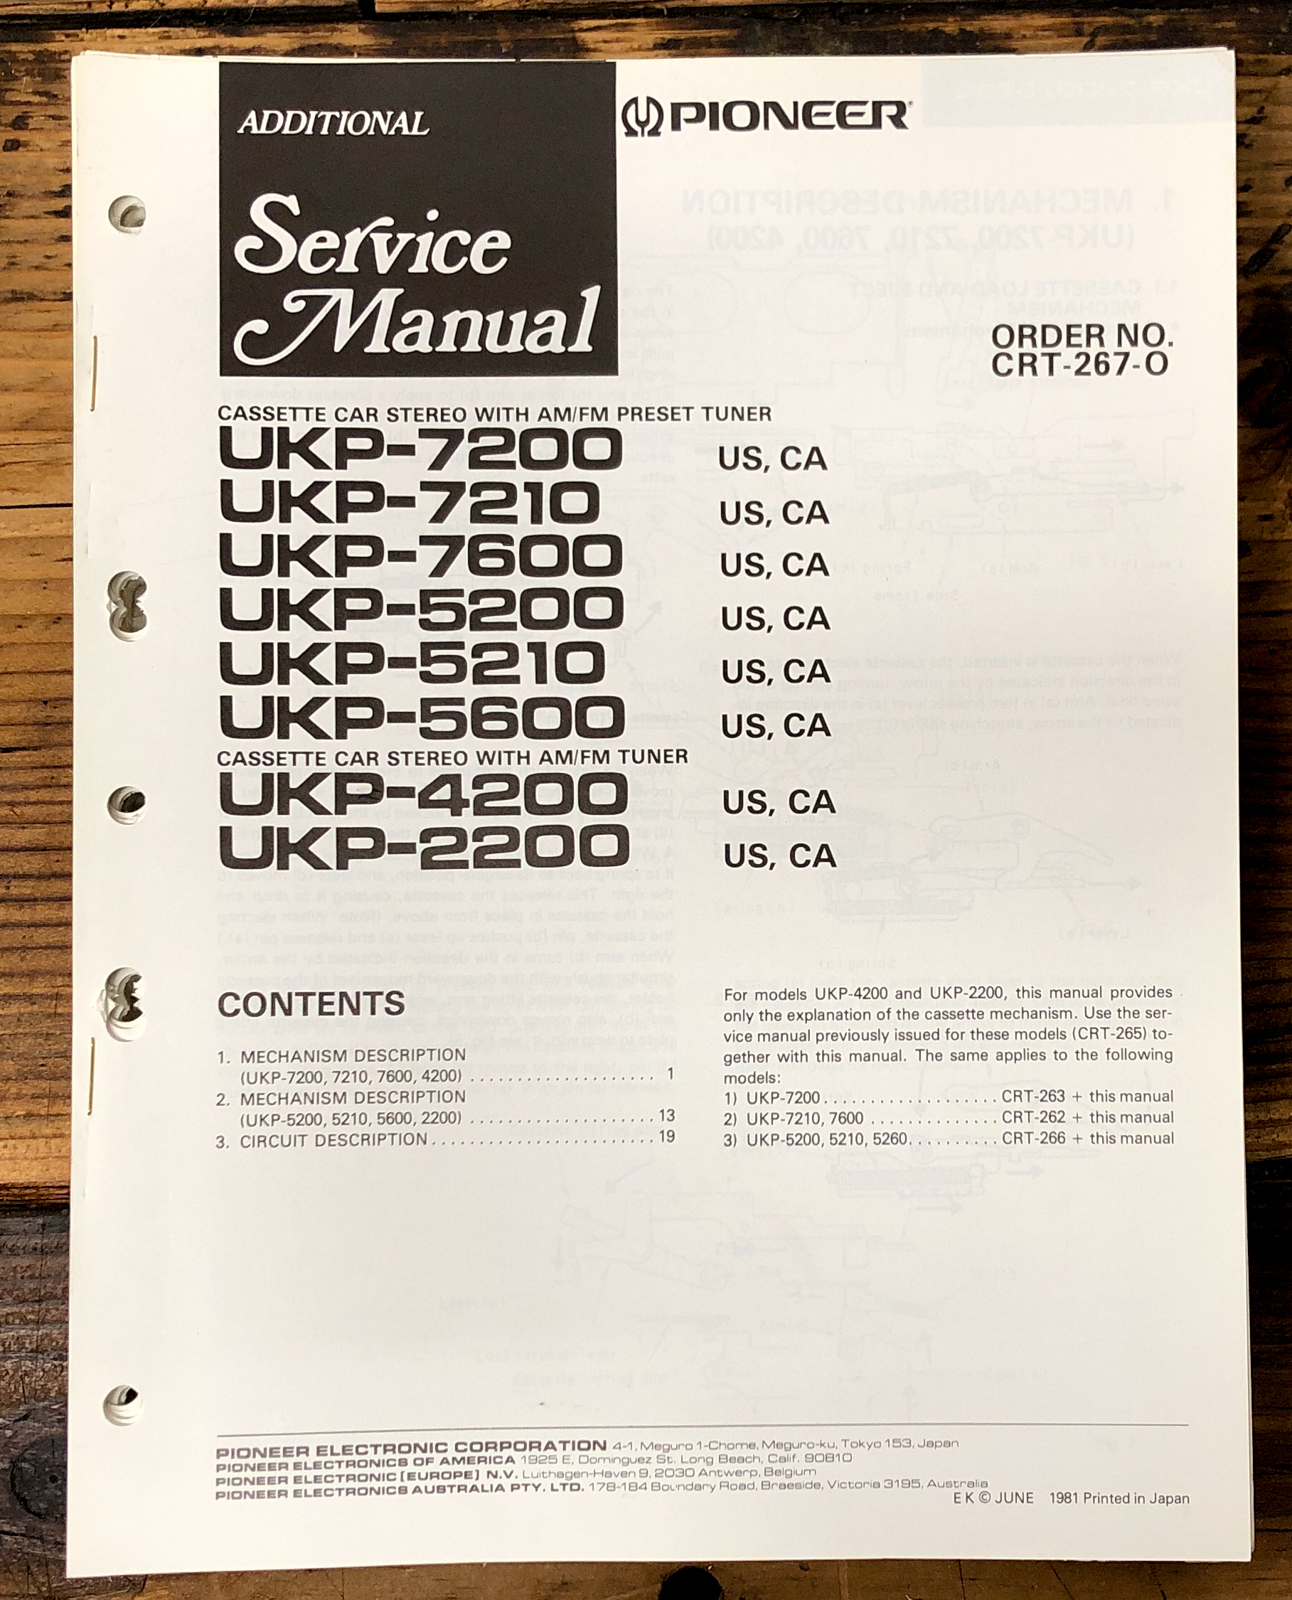 ADDITIONAL
Service
Manual
PIONEER
ORDER NO.
CRT-267-0
CASSETTE CAR STEREO WITH AM/FM PRESET TUNER
UKP-7200 US, CA
UKP-7210 US, CA
UKP-7600 US, CA
UKP-5200 US, CA
UKP-5210 US, CA
UKP-5600 US, CA
CASSETTE CAR STEREO WITH AM/FM TUNER
UKP-4200 US, CA
UKP-2200 US, CA
CONTENTS
1. MECHANISM DESCRIPTION
(UKP-7200, 7210, 7600, 4200) . . . . . . . . . . . . . . . . . . . . 1
2. MECHANISM DESCRIPTION
(UKP-5200, 5210, 5600, 2200) . . . . . . . . . . . . . . . . . . . . 13
3. CIRCUIT DESCRIPTION . . . . . . . . . . . . . . . . . . . . . . . . 19
For models UKP-4200 and UKP-2200, this manual provides
only the explanation of the cassette mechanism. Use the ser-
vice manual previously issued for these models (CRT-265) to-
gether with this manual. The same applies to the following
models:
1) UKP-7200 . . . . . . . . . . . . . . . . . . CRT-263 + this manual
2) UKP-7210, 7600 . . . . . . . . . . . . . CRT-262 + this manual
3) UKP-5200, 5210, 5260. . . . . . . . . CRT-266 + this manual
PIONEER ELECTRONIC CORPORATION 4-1, Meguro 1-Chome, Meguro-ku, Tokyo 153, Japan
PIONEER ELECTRONICS OF AMERICA 1925 E, Dominguez St. Long Beach, Calif. 90810
PIONEER ELECTRONIC [EUROPE] N.V. Luithagen-Haven 9, 2030 Antwerp, Belgium
PIONEER ELECTRONICS AUSTRALIA PTY. LTD. 178-184 Boundary Road, Braeside, Victoria 3195, Australia
EK © JUNE 1981 Printed in Japan